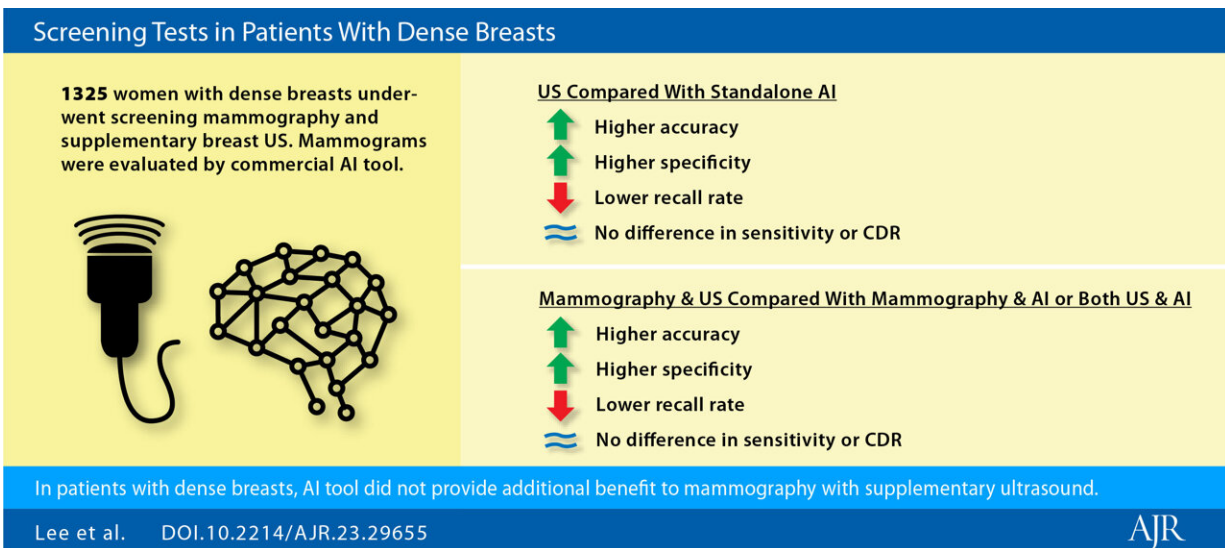 Screening Tests in Patients With Dense Breasts
1325 women with dense breasts under-
went screening mammography and
supplementary breast US. Mammograms
were evaluated by commercial AI tool.
US Compared With Standalone AI
Higher accuracy
Higher specificity
Lower recall rate
No difference in sensitivity or CDR
Mammography & US Compared With Mammography & AI or Both US & AI
Higher accuracy
Higher specificity
Lower recall rate
No difference in sensitivity or CDR
In patients with dense breasts, AI tool did not provide additional benefit to mammography with supplementary ultrasound.
Lee et al. DOI.10.2214/AJR.23.29655
AJR